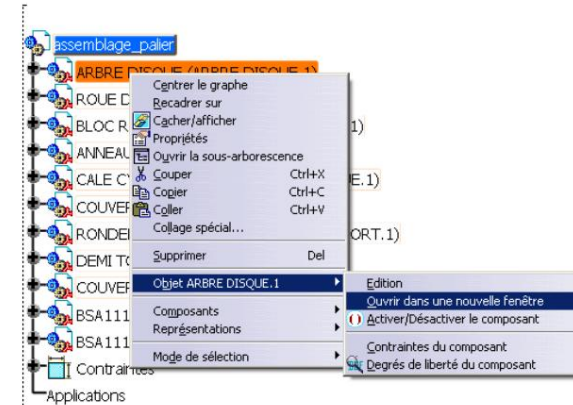 assemblage_palier
ARBRE DISQUE (ARBRE DISQUE.1)
Centrer le graphe
ROUE D
Recadrer sur
BLOC R
Cacher/afficher
1)
Propriétés
ANNEAU
Ouvrir la sous-arborescence
CALE C
Couper Ctrl+X
E.1)
Copier Ctrl+C
COUVER
Coller Ctrl+V
RONDEL
Collage spécial...
ORT.1)
DEMI TO
Supprimer Del
COUVER
Objet ARBRE DISQUE.1
Edition
Ouvrir dans une nouvelle fenêtre
BSA111
Composants
Activer/Désactiver le composant
BSA111
Représentations
Contraintes du composant
Contraintes
Mode de sélection
Degrés de liberté du composant
Applications